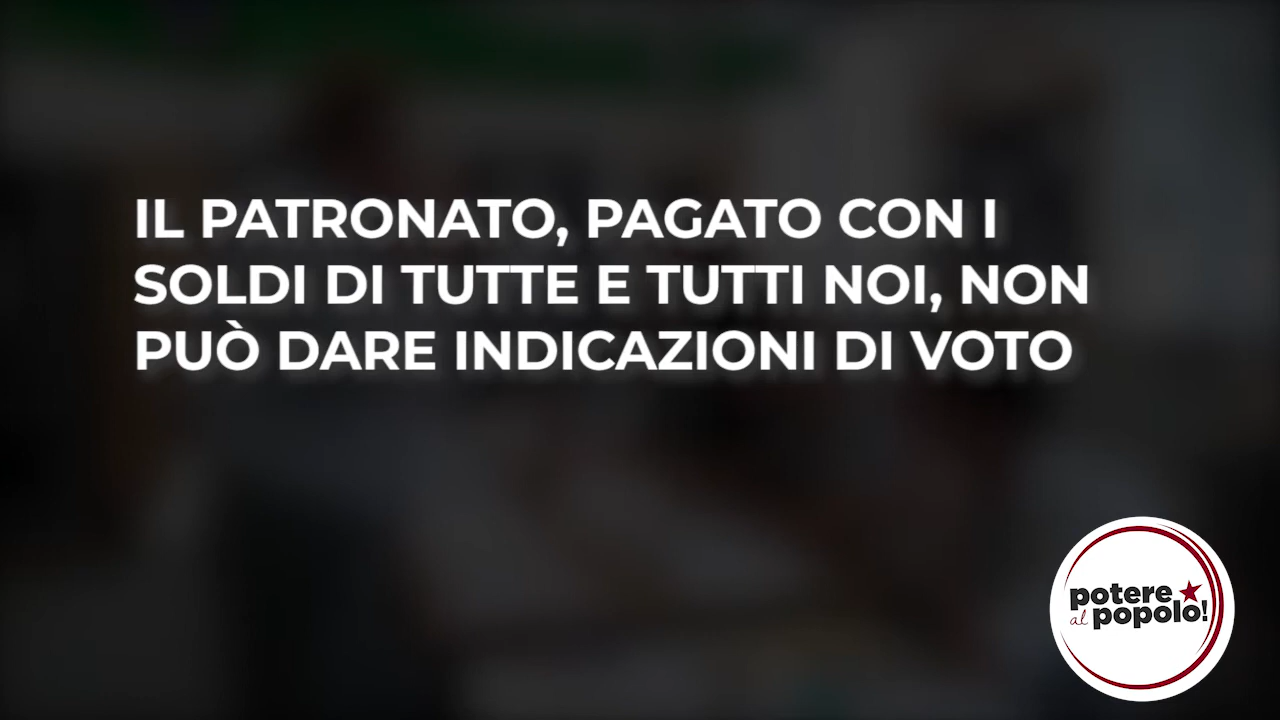 IL PATRONATO, PAGATO CON I
SOLDI DI TUTTE E TUTTI NOI, NON
PUÒ DARE INDICAZIONI DI VOTO
potere
al popolo!